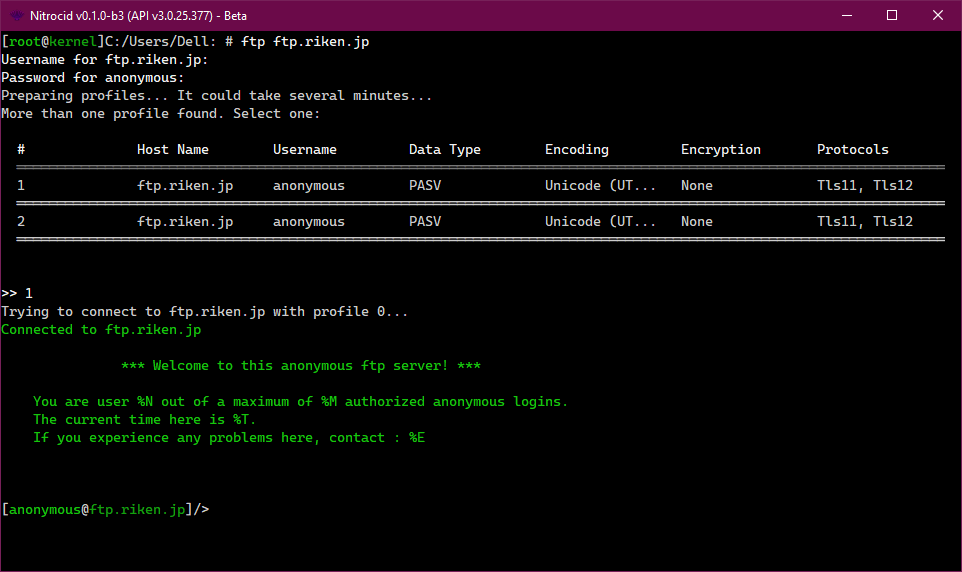 Nitrocid v0.1.0-b3 (API v3.0.25.377) - Beta
[root@kernel]C:/Users/Dell: # ftp ftp.riken.jp
Username for ftp.riken.jp:
Password for anonymous:
Preparing profiles... It could take several minutes...
More than one profile found. Select one:
# Host Name Username Data Type Encoding Encryption Protocols
1 ftp.riken.jp anonymous PASV Unicode (UT... None Tls11, Tls12
2 ftp.riken.jp anonymous PASV Unicode (UT... None Tls11, Tls12
>> 1
Trying to connect to ftp.riken.jp with profile 0...
Connected to ftp.riken.jp
*** Welcome to this anonymous ftp server! ***
You are user %N out of a maximum of %M authorized anonymous logins.
The current time here is %T.
If you experience any problems here, contact : %E
[anonymous@ftp.riken.jp]/>